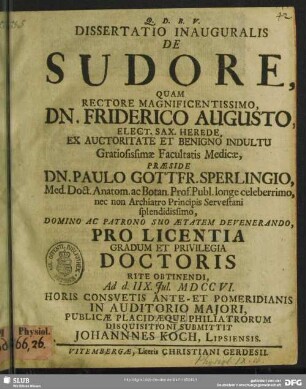 Q. D. B. V.
DISSERTATIO INAUGURALIS
DE
SUDORE,
QUAM
RECTORE MAGNIFICENTISSIMO,
DN. FRIDERICO AUGUSTO,
ELECT. SAX. HEREDE,
EX AUCTORITATE ET BENIGNO INDULTU
Gratiosissimæ Facultatis Medicæ,
PRÆSIDE
DN. PAULO GOTTFR. SPERLINGIO,
Med. Doct. Anatom. ac Botan. Prof. Publ. longe celeberrimo,
nec non Archiatro Principis Servestani
splendidissimo,
DOMINO AC PATRONO SUO ÆTATEM DEVENERANDO,
PRO LICENTIA
GRADUM ET PRIVILEGIA
DOCTORIS
RITE OBTINENDI,
Ad d. IIX. Jul. MDCCVI.
HORIS CONSVETIS ANTE- ET POMERIDIANIS
IN AUDITORIO MAJORI,
PUBLICÆ PLACIDÆQUE PHILIATRORUM
DISQUISITIONI SUBMITTIT
JOHANNNES KOCH, LIPSIENSIS.
VITEMBERGÆ, Literis CHRISTIANI GERDESII.
Physiol.
66,26.